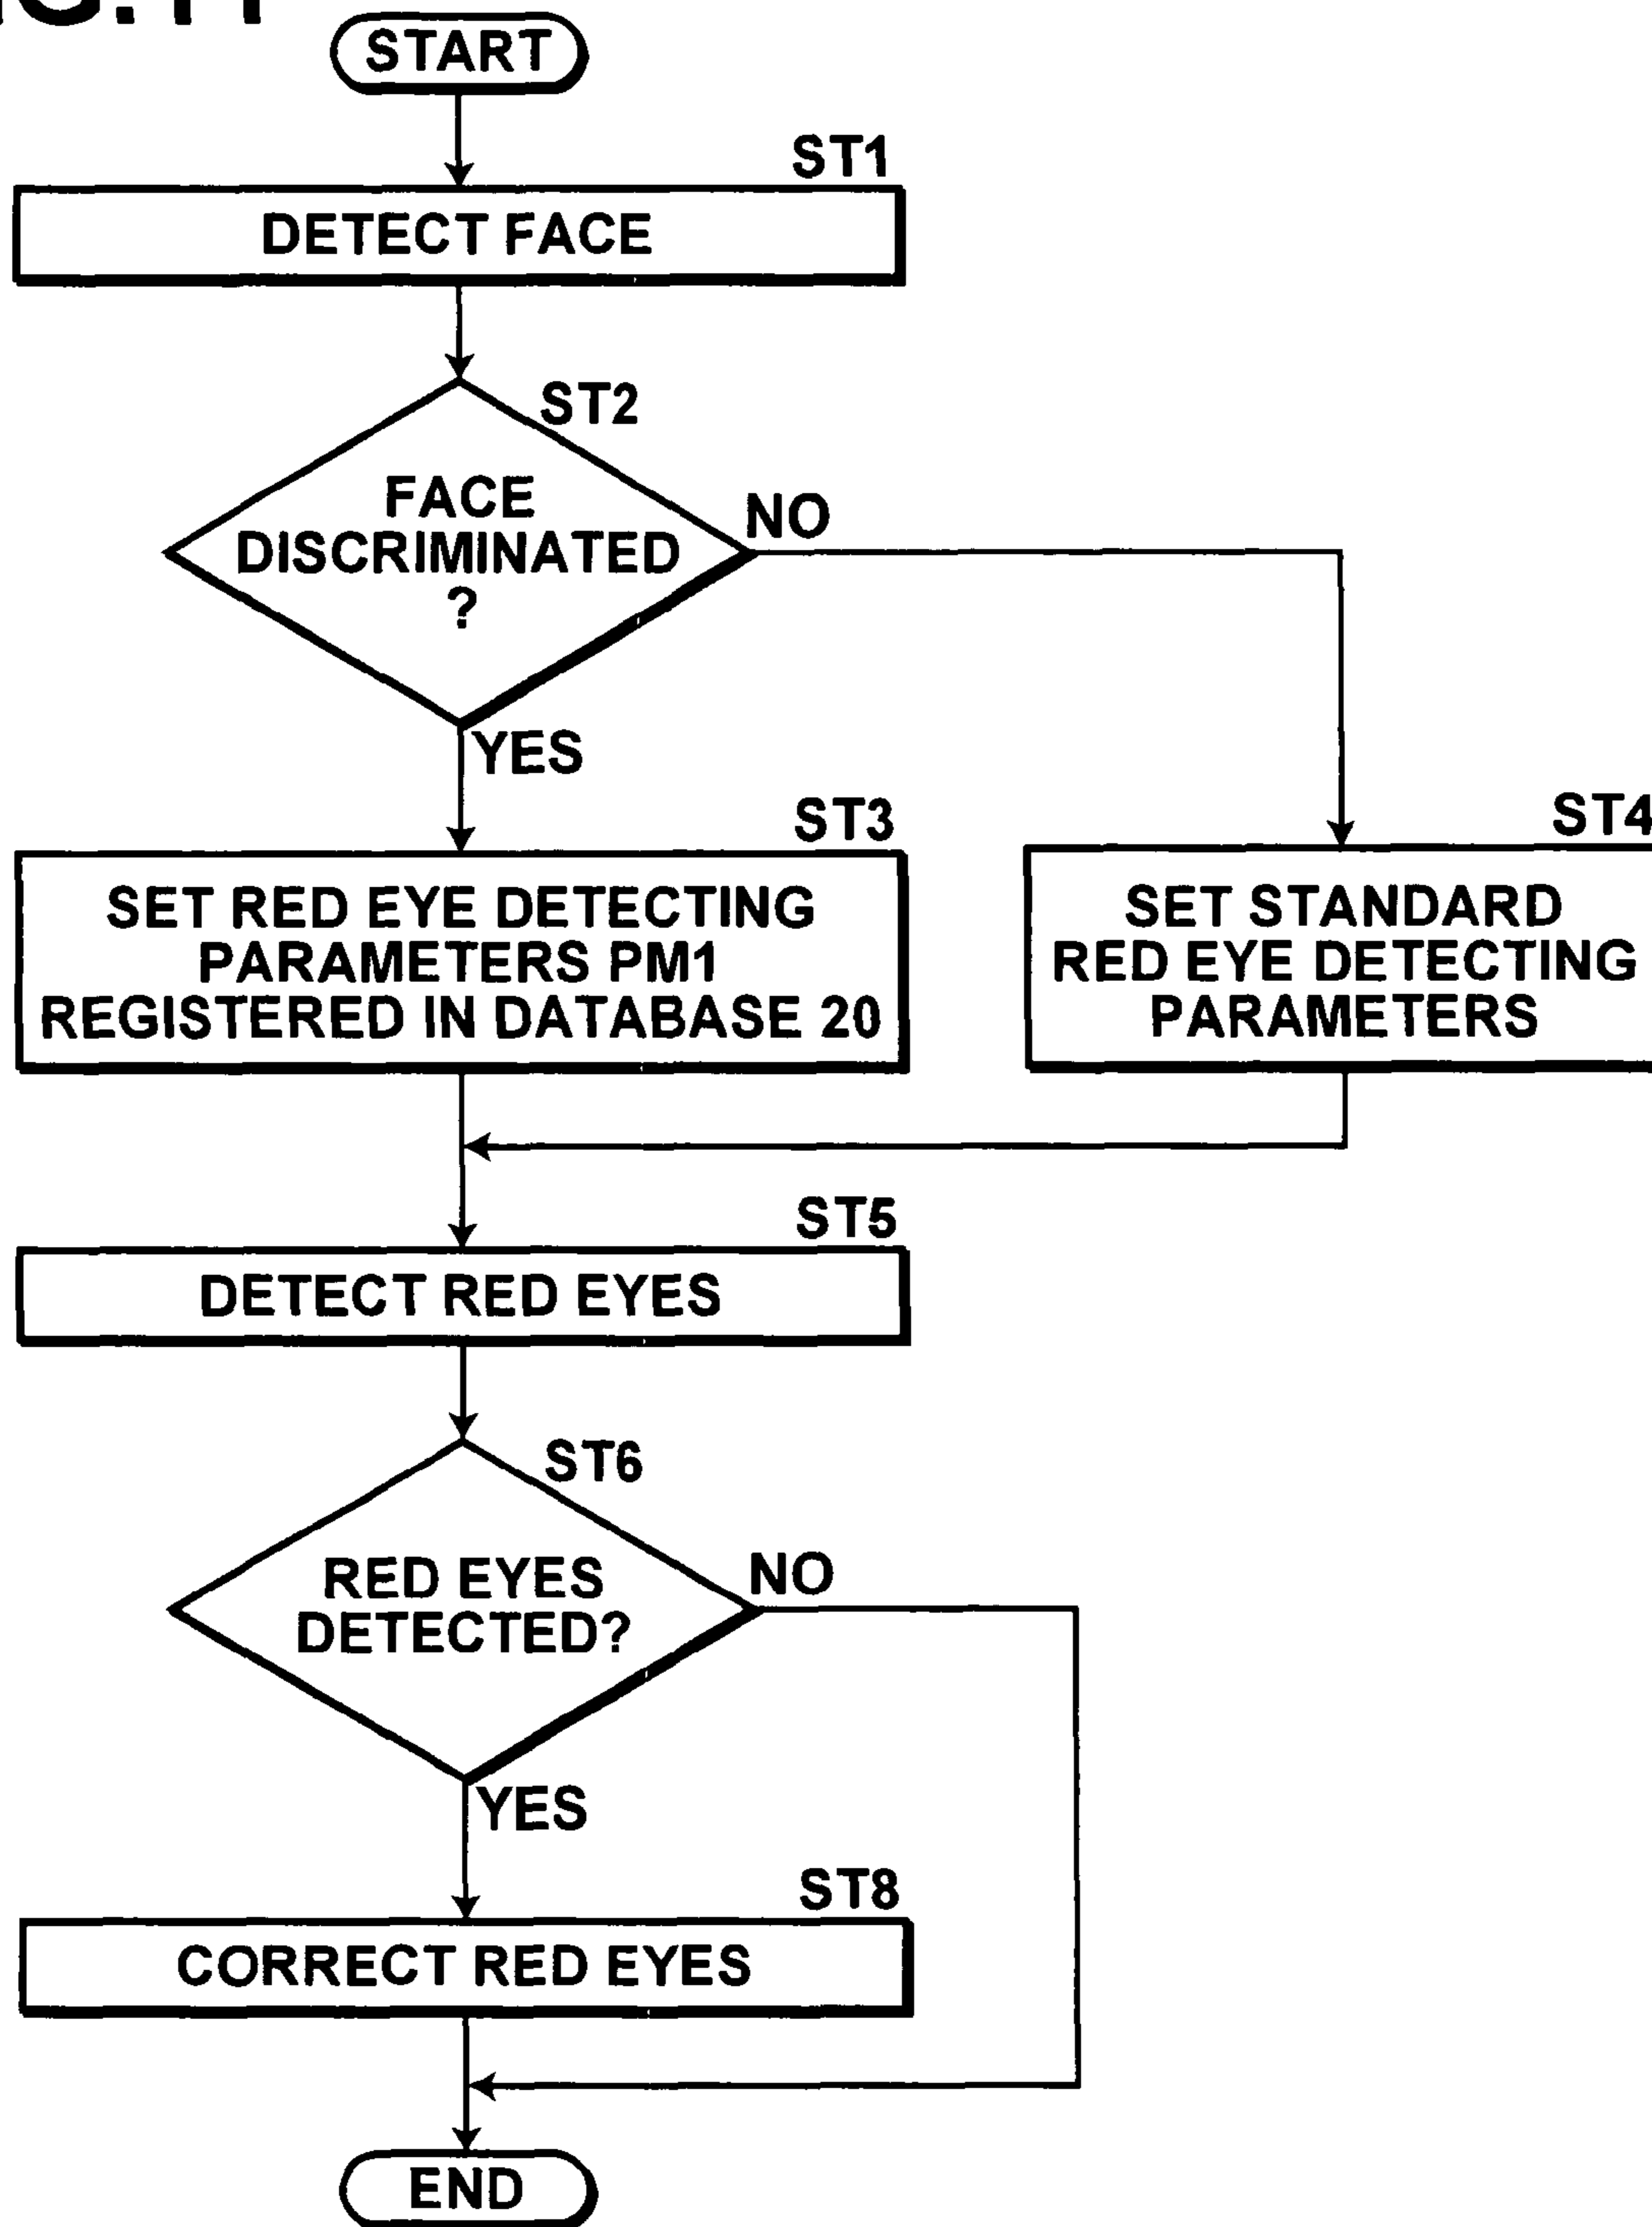 START
ST1
DETECT FACE
ST2
FACE
DISCRIMINATED
?
NO
YES
ST3
SET RED EYE DETECTING
PARAMETERS PM1
REGISTERED IN DATABASE 20
ST4
SET STANDARD
RED EYE DETECTING
PARAMETERS
ST5
DETECT RED EYES
ST6
RED EYES
DETECTED?
NO
YES
ST8
CORRECT RED EYES
END